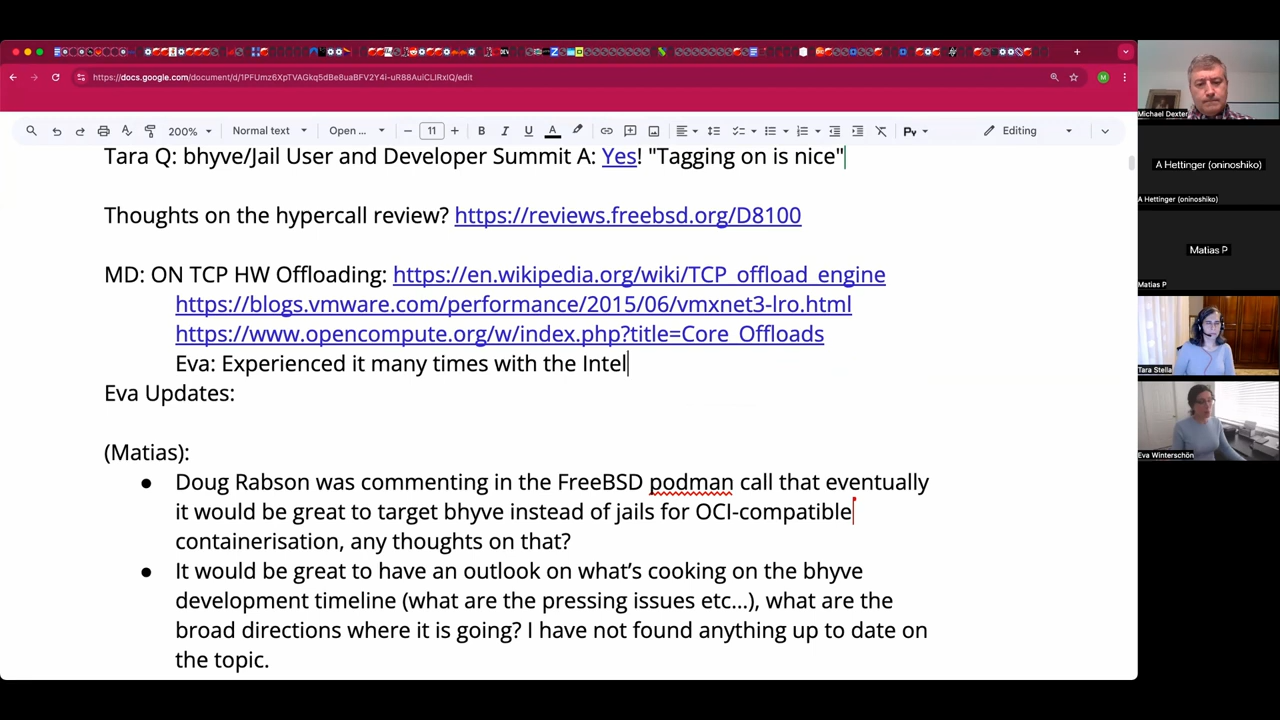 https://docs.google.com/document/d/1PFUmz6XpTVAGkq5dBe8uaBFV2Y4i-uR88AuiCLlRxlQ/edit
M
200%
Normal text
Open ...
11
Editing
Tara Q: bhyve/Jail User and Developer Summit A: Yes! "Tagging on is nice"
Thoughts on the hypercall review? https://reviews.freebsd.org/D8100
MD: ON TCP HW Offloading: https://en.wikipedia.org/wiki/TCP_offload_engine
https://blogs.vmware.com/performance/2015/06/vmxnet3-lro.html
https://www.opencompute.org/w/index.php?title=Core_Offloads
Eva: Experienced it many times with the Intel
Eva Updates:
(Matias):
● Doug Rabson was commenting in the FreeBSD podman call that eventually
it would be great to target bhyve instead of jails for OCI-compatible
containerisation, any thoughts on that?
● It would be great to have an outlook on what's cooking on the bhyve
development timeline (what are the pressing issues etc...), what are the
broad directions where it is going? I have not found anything up to date on
the topic.
Michael Dexter
A Hettinger (oninoshiko)
A Hettinger (oninoshiko)
Matias P
Matias P
Tara Stella
Eva Winterschön